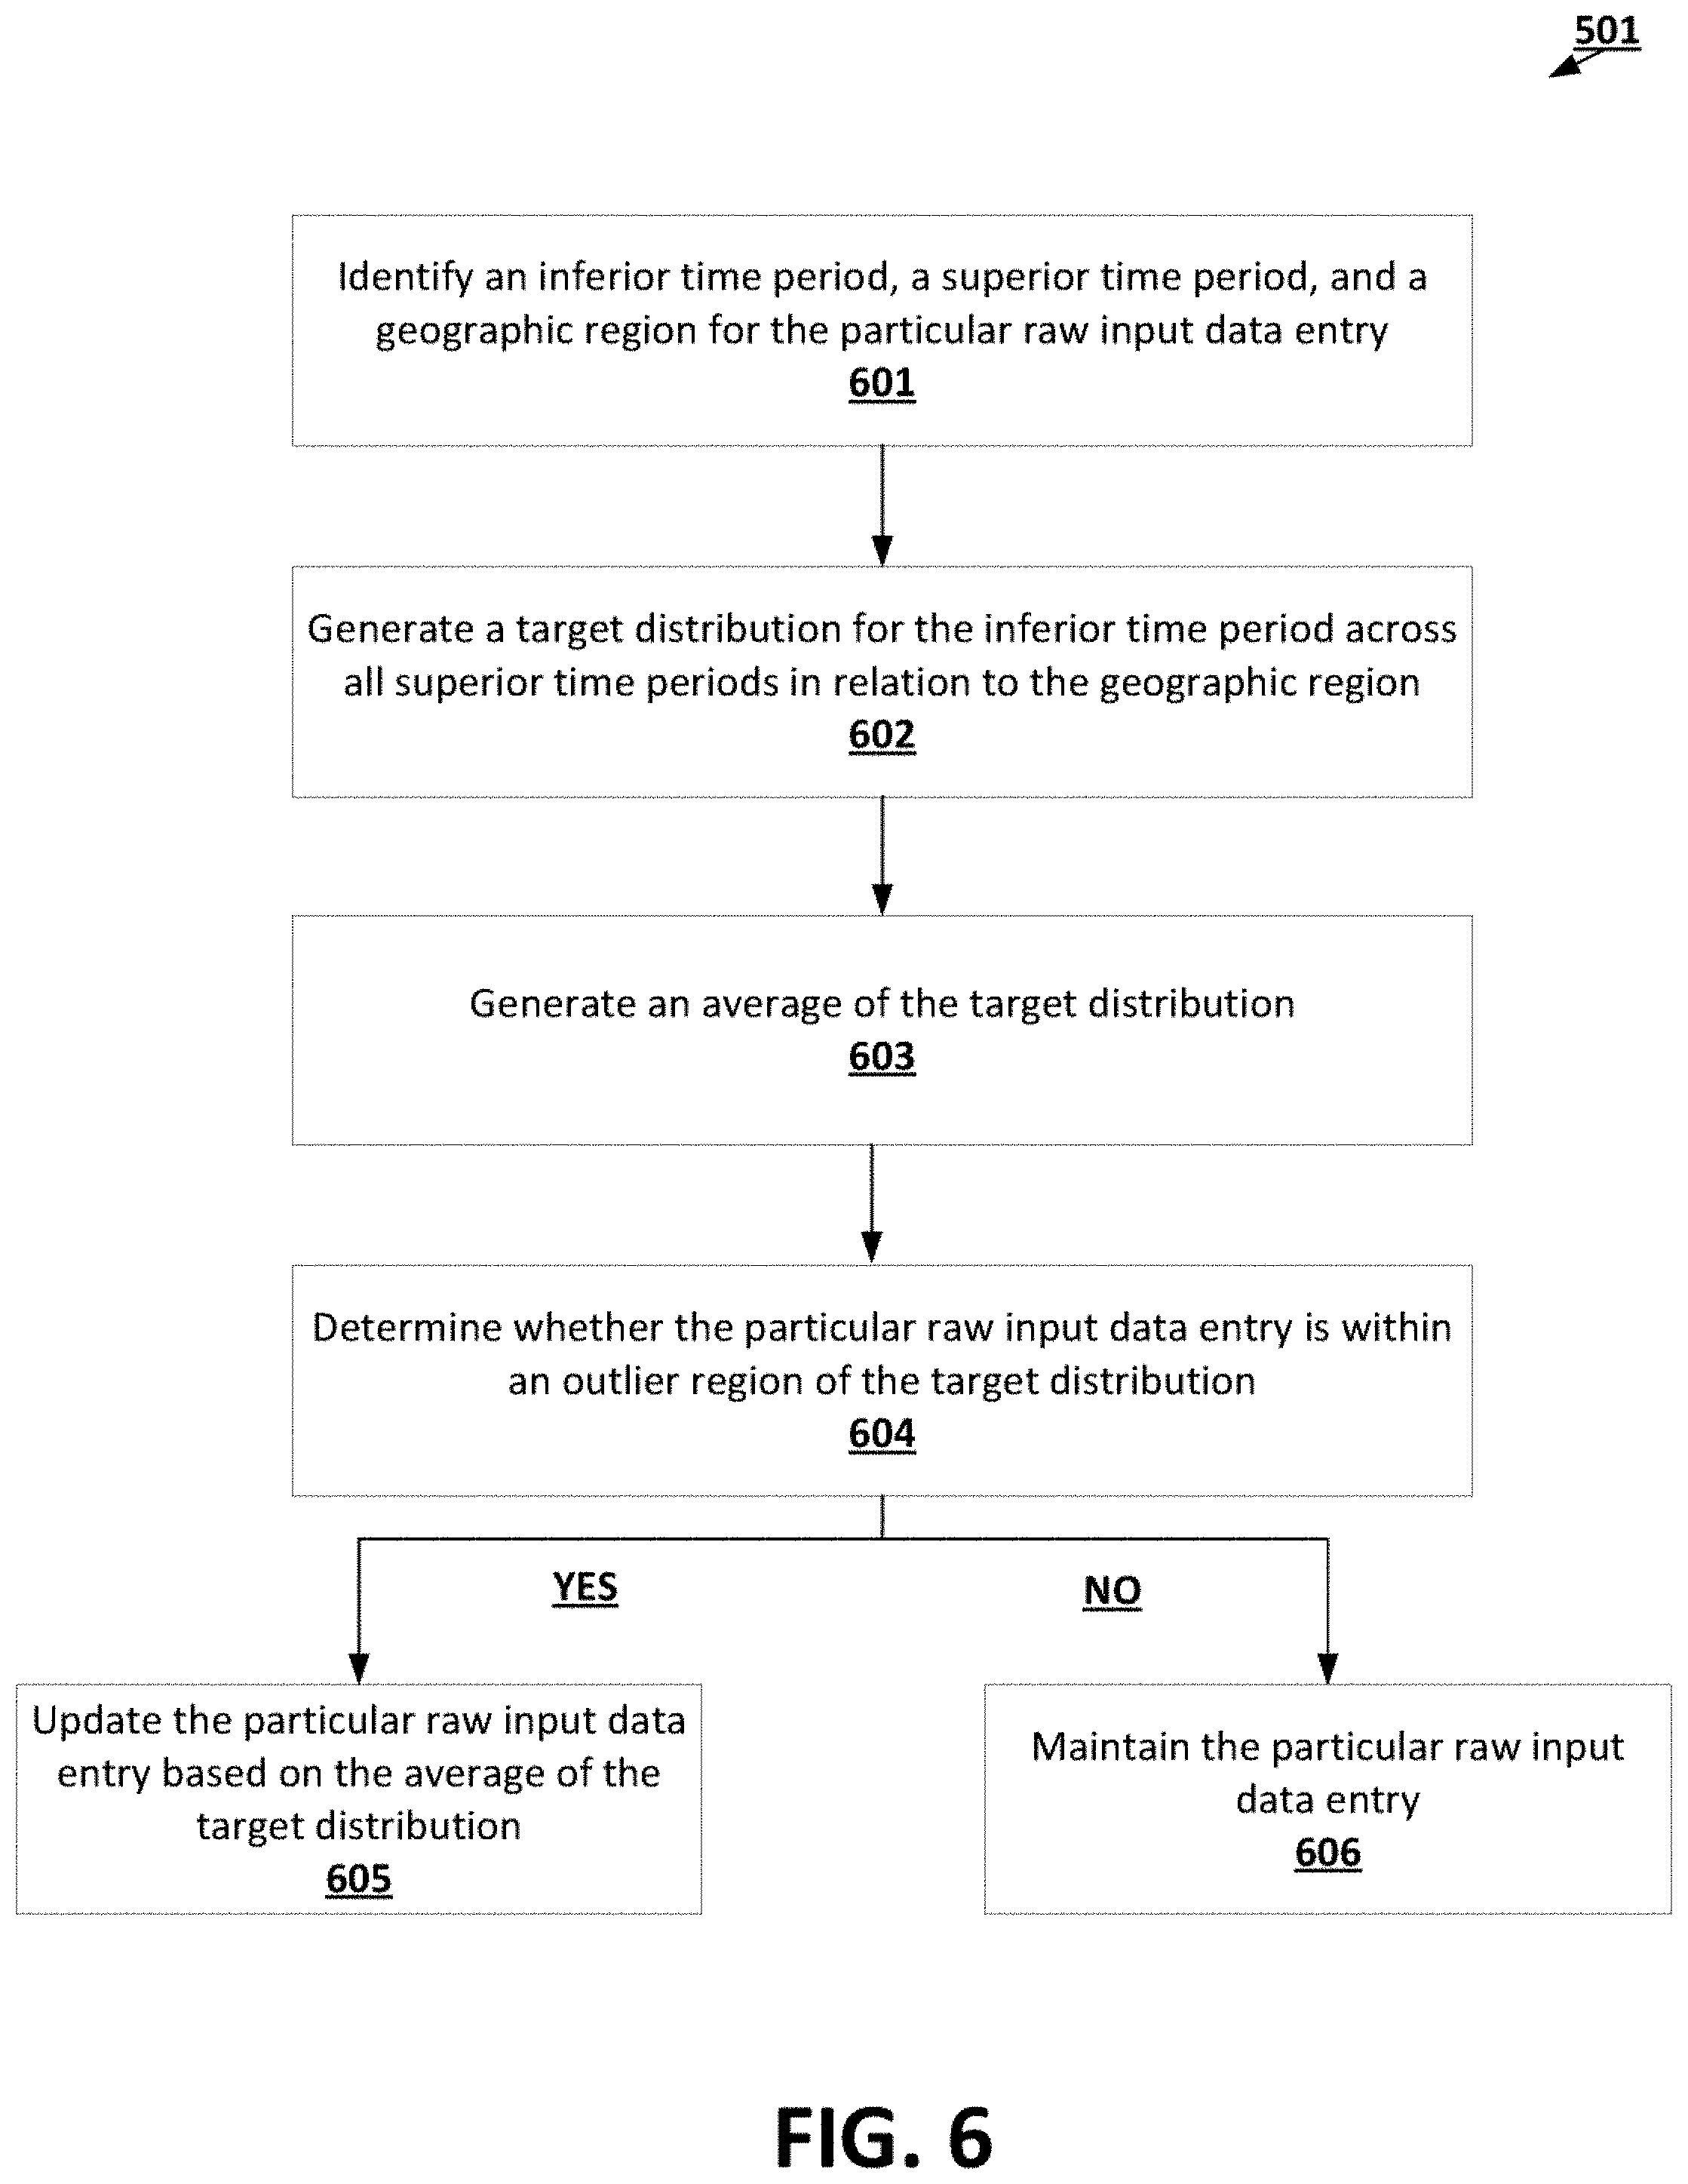 501
Identify an inferior time period, a superior time period, and a
geographic region for the particular raw input data entry
601
Generate a target distribution for the inferior time period across
all superior time periods in relation to the geographic region
602
Generate an average of the target distribution
603
Determine whether the particular raw input data entry is within
an outlier region of the target distribution
604
YES
NO
Update the particular raw input data
entry based on the average of the
target distribution
605
Maintain the particular raw input
data entry
606
FIG. 6